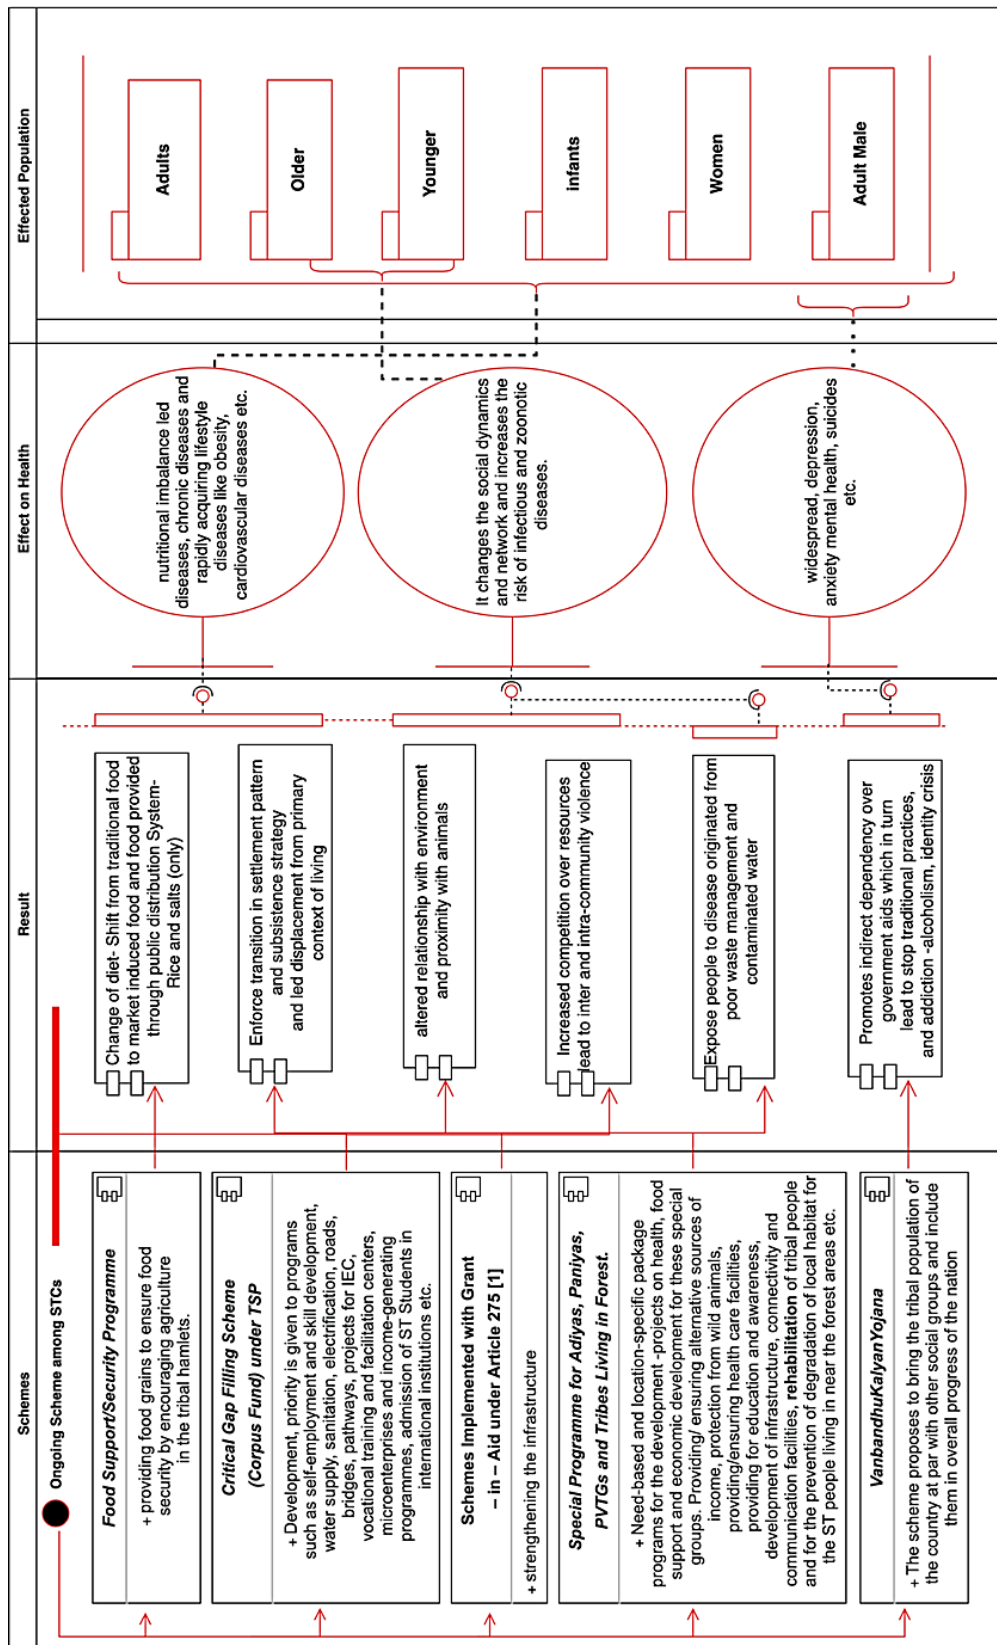 Schemes
Result
Effect on Health
Effected Population
Ongoing Scheme among STCs
Food Support/Security Programme
+ providing food grains to ensure food
security by encouraging agriculture
in the tribal hamlets.
Critical Gap Filling Scheme
(Corpus Fund) under TSP
+ Development, priority is given to programs
such as self-employment and skill development,
water supply, sanitation, electrification, roads,
bridges, pathways, projects for IEC,
vocational training and facilitation centers,
microenterprises and income-generating
programmes, admission of ST Students in
international institutions etc.
Schemes Implemented with Grant
– in – Aid under Article 275 [1]
+ strengthening the infrastructure
Special Programme for Adiyas, Paniyas,
PVTGs and Tribes Living in Forest.
+ Need-based and location-specific package
programs for the development -projects on health, food
support and economic development for these special
groups. Providing/ ensuring alternative sources of
income, protection from wild animals,
providing/ensuring health care facilities,
providing for education and awareness,
development of infrastructure, connectivity and
communication facilities, rehabilitation of tribal people
and for the prevention of degradation of local habitat for
the ST people living in near the forest areas etc.
VanbandhuKalyanYojana
+ The scheme proposes to bring the tribal population of
the country at par with other social groups and include
them in overall progress of the nation
Change of diet- Shift from traditional food
to market induced food and food provided
through public distribution System-
Rice and salts (only)
Enforce transition in settlement pattern
and subsistence strategy
and led displacement from primary
context of living
altered relationship with environment
and proximity with animals
Increased competition over resources
lead to inter and intra-community violence
Expose people to disease originated from
poor waste management and
contaminated water
Promotes indirect dependency over
government aids which in turn
lead to stop traditional practices,
and addiction -alcoholism, identity crisis
nutritional imbalance led
diseases, chronic diseases and
rapidly acquiring lifestyle
diseases like obesity,
cardiovascular diseases etc.
It changes the social dynamics
and network and increases the
risk of infectious and zoonotic
diseases.
widespread, depression,
anxiety mental health, suicides
etc.
Adults
Older
Younger
infants
Women
Adult Male